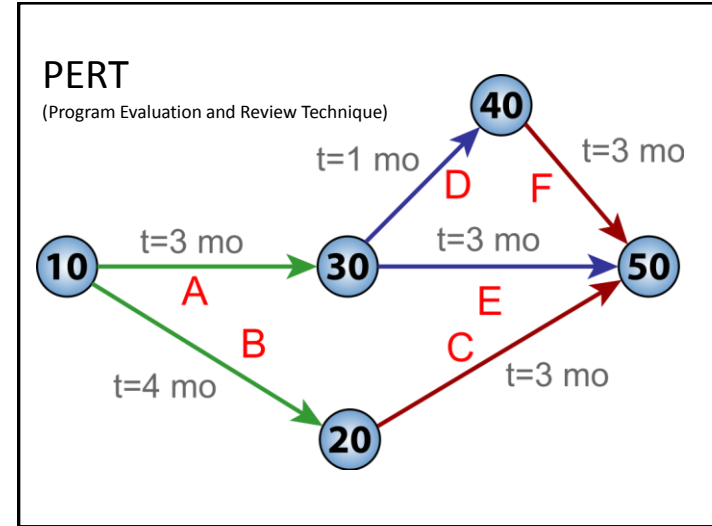 PERT
(Program Evaluation and Review Technique)
40
t=1 mo
t=3 mo
D
F
10
t=3 mo
30
t=3 mo
50
A
E
B
C
t=4 mo
t=3 mo
20